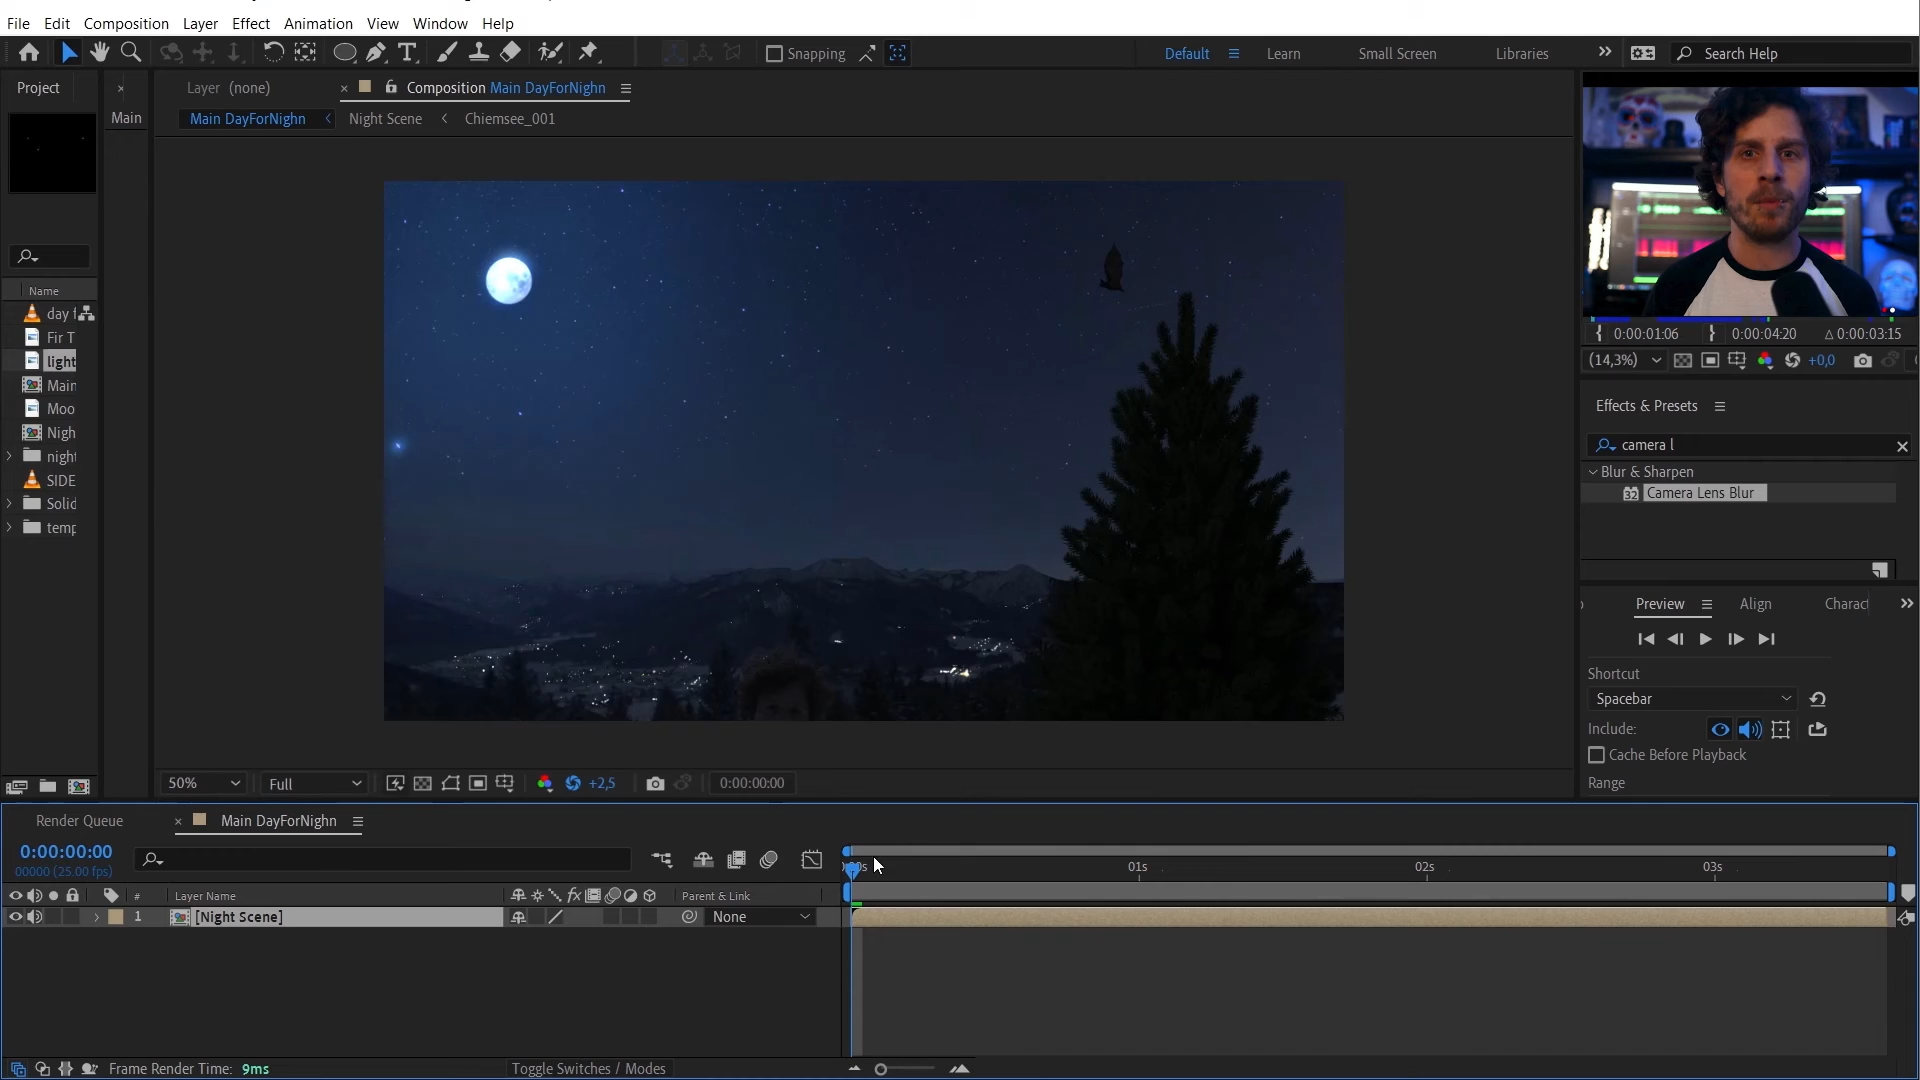 File Edit Composition Layer Effect Animation View Window Help
Snapping
Default Learn Small Screen Libraries
Search Help
Project
Main
Layer (none)
Composition Main DayForNighn
Main DayForNighn Night Scene Chiemsee_001
Name
day f
Fir T
light
Main
Moo
Nigh
night
SIDE
Solid
temp
50% Full +2,5 0:00:00:00
0:00:01:06 0:00:04:20 Δ 0:00:03:15
(14,3%) +0,0
Effects & Presets
camera l
Blur & Sharpen
32 Camera Lens Blur
Preview Align Charact
Shortcut
Spacebar
Include:
Cache Before Playback
Range
Render Queue Main DayForNighn
0:00:00:00
00000 (25.00 fps)
01s 02s 03s
# Layer Name fx Parent & Link
1 [Night Scene] None
Frame Render Time: 9ms
Toggle Switches / Modes